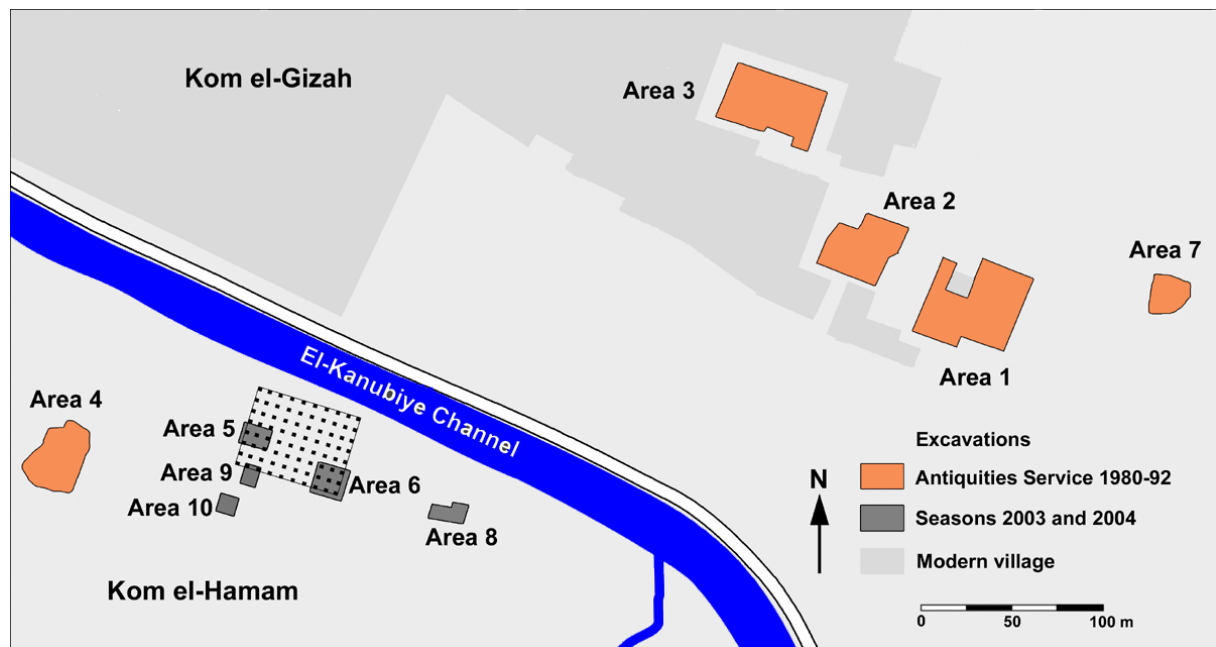 Kom el-Gizah
Area 3
Area 2
Area 7
Area 1
El-Kanubiye Channel
Area 4
Area 5
Area 9
Area 6
Area 10
Area 8
Kom el-Hamam
Excavations
Antiquities Service 1980-92
Seasons 2003 and 2004
Modern village
N
0 50 100 m